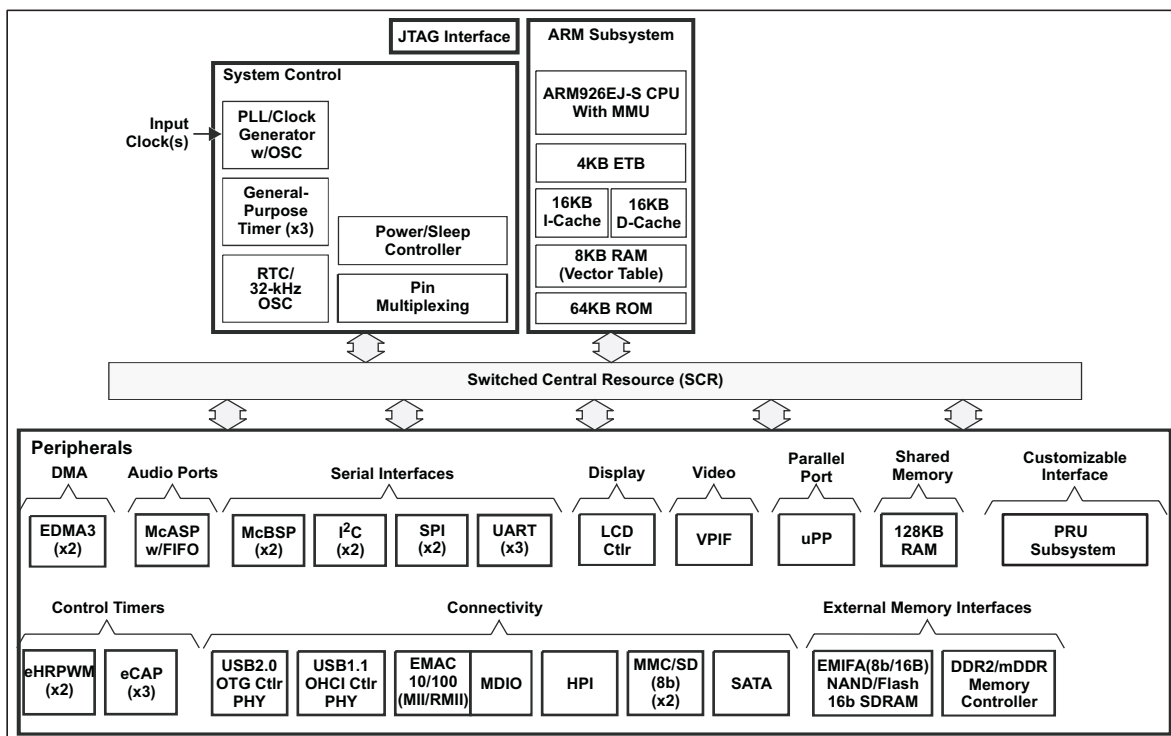 JTAG Interface
ARM Subsystem
System Control
ARM926EJ-S CPU
With MMU
Input
Clock(s)
PLL/Clock
Generator
w/OSC
4KB ETB
General-
Purpose
Timer (x3)
16KB
I-Cache
16KB
D-Cache
Power/Sleep
Controller
8KB RAM
(Vector Table)
RTC/
32-kHz
OSC
Pin
Multiplexing
64KB ROM
Switched Central Resource (SCR)
Peripherals
DMA
Audio Ports
Serial Interfaces
Display
Video
Parallel
Port
Shared
Memory
Customizable
Interface
EDMA3
(x2)
McASP
w/FIFO
McBSP
(x2)
I²C
(x2)
SPI
(x2)
UART
(x3)
LCD
Ctlr
VPIF
uPP
128KB
RAM
PRU
Subsystem
Control Timers
Connectivity
External Memory Interfaces
eHRPWM
(x2)
eCAP
(x3)
USB2.0
OTG Ctlr
PHY
USB1.1
OHCI Ctlr
PHY
EMAC
10/100
(MII/RMII)
MDIO
HPI
MMC/SD
(8b)
(x2)
SATA
EMIFA(8b/16B)
NAND/Flash
16b SDRAM
DDR2/mDDR
Memory
Controller